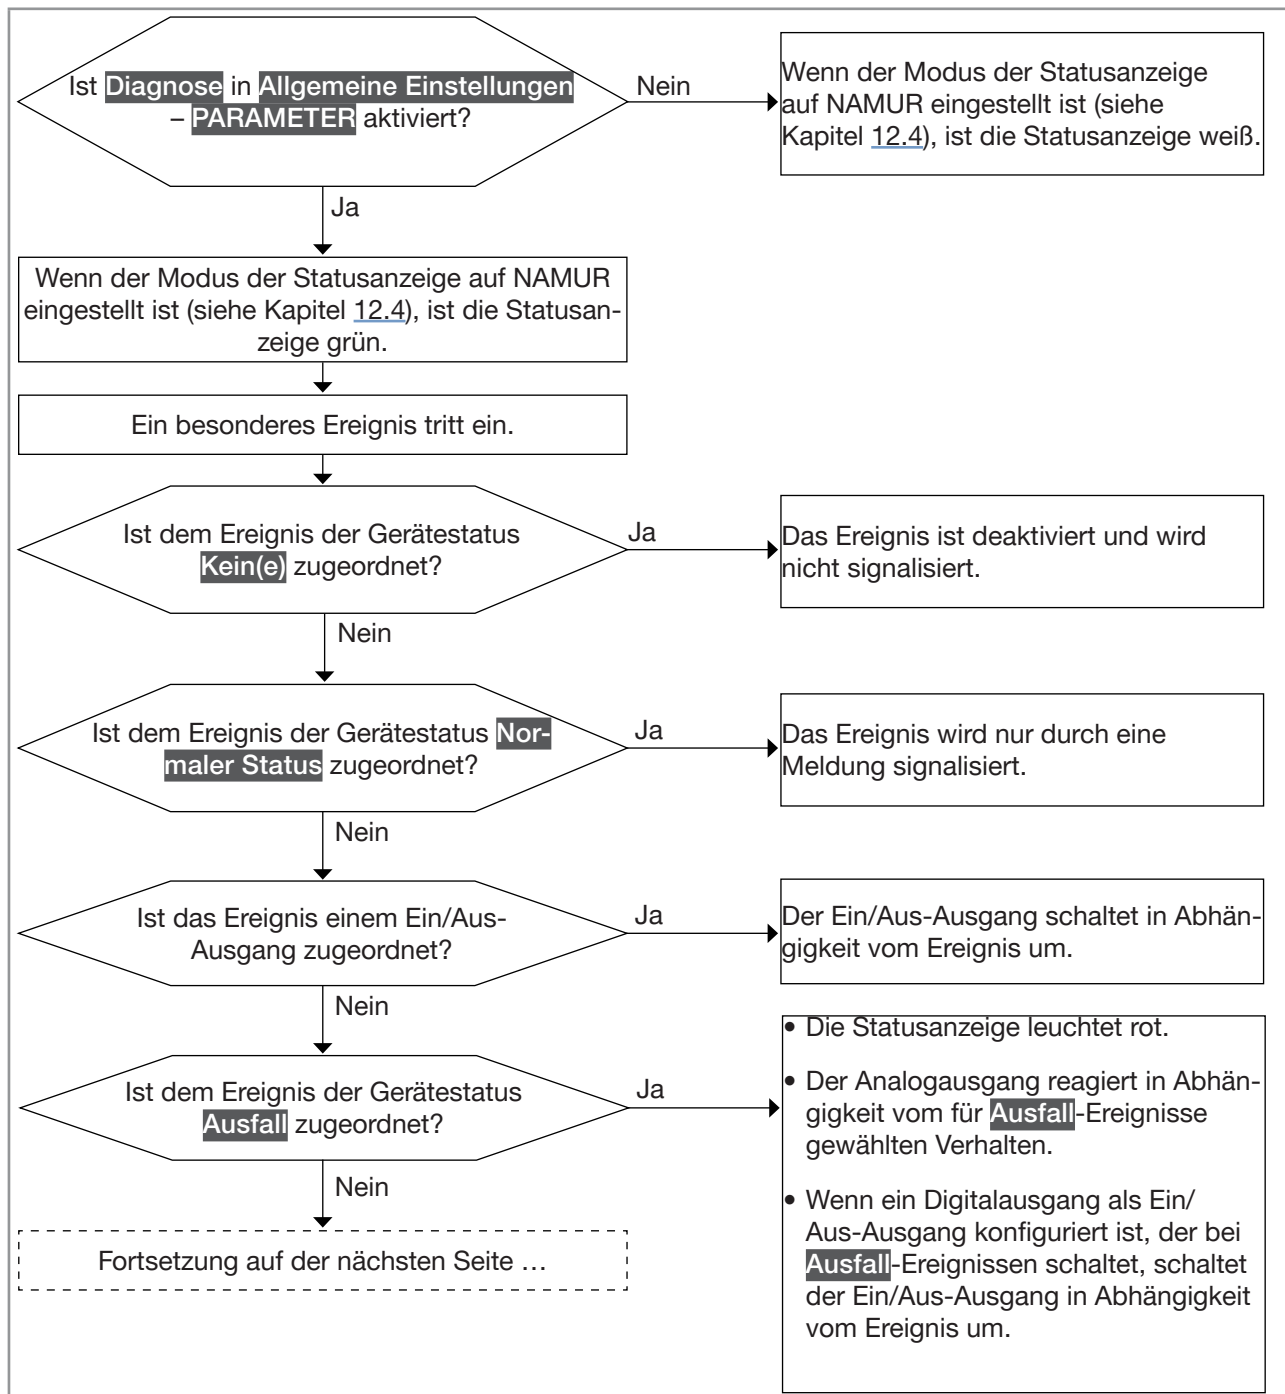 Ist Diagnose in Allgemeine Einstellungen
– PARAMETER aktiviert?
Nein
Wenn der Modus der Statusanzeige
auf NAMUR eingestellt ist (siehe
Kapitel 12.4), ist die Statusanzeige weiß.
Ja
Wenn der Modus der Statusanzeige auf NAMUR
eingestellt ist (siehe Kapitel 12.4), ist die Statusan-
zeige grün.
Ein besonderes Ereignis tritt ein.
Ist dem Ereignis der Gerätestatus
Kein(e) zugeordnet?
Ja
Das Ereignis ist deaktiviert und wird
nicht signalisiert.
Nein
Ist dem Ereignis der Gerätestatus Nor-
maler Status zugeordnet?
Ja
Das Ereignis wird nur durch eine
Meldung signalisiert.
Nein
Ist das Ereignis einem Ein/Aus-
Ausgang zugeordnet?
Ja
Der Ein/Aus-Ausgang schaltet in Abhän-
gigkeit vom Ereignis um.
Nein
Ist dem Ereignis der Gerätestatus
Ausfall zugeordnet?
Ja
• Die Statusanzeige leuchtet rot.
• Der Analogausgang reagiert in Abhän-
gigkeit vom für Ausfall-Ereignisse
gewählten Verhalten.
• Wenn ein Digitalausgang als Ein/
Aus-Ausgang konfiguriert ist, der bei
Ausfall-Ereignissen schaltet, schaltet
der Ein/Aus-Ausgang in Abhängigkeit
vom Ereignis um.
Nein
Fortsetzung auf der nächsten Seite …